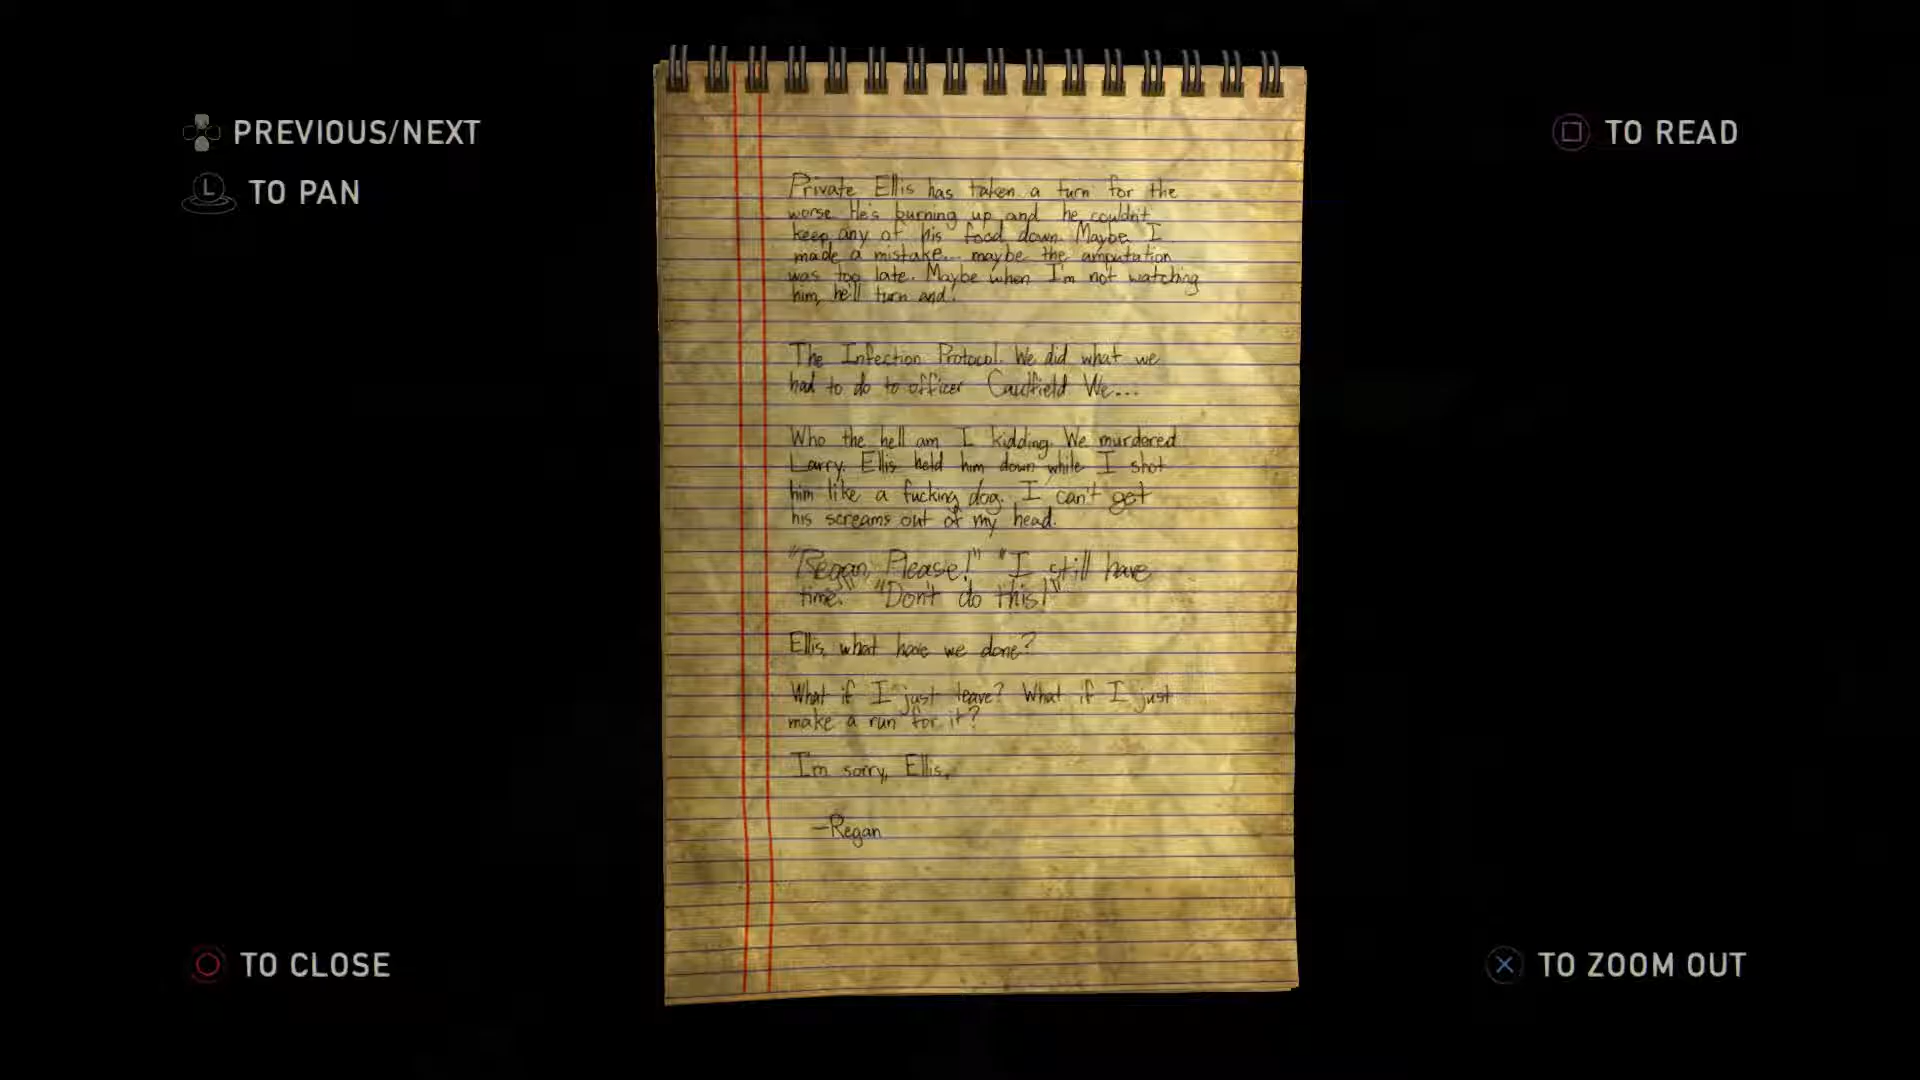 PREVIOUS/NEXT
L TO PAN
TO READ
Private Ellis has taken a turn for the
worse. He's burning up and he couldn't
keep any of his food down. Maybe I
made a mistake... maybe the amputation
was too late. Maybe when I'm not watching
him, he'll turn and!
The Infection Protocol. We did what we
had to do to officer Caulfield We...
Who the hell am I kidding. We murdered
Larry. Ellis held him down while I shot
him like a fucking dog. I can't get
his screams out of my head.
"Regan, Please!" "I still have
time." "Don't do this!"
Ellis, what have we done?
What if I just leave? What if I just
make a run for it?
I'm sorry, Ellis.
-Regan
TO CLOSE
TO ZOOM OUT